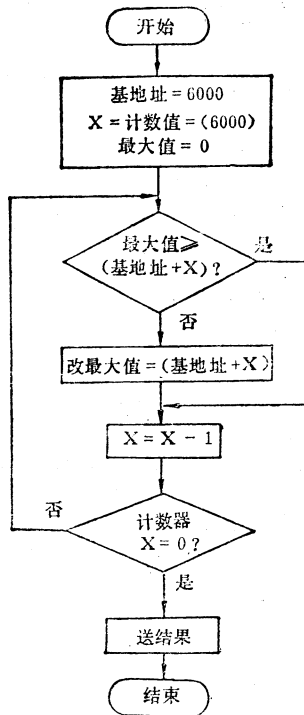 开始
基地址=6000
X=计数值=(6000)
最大值=0
最大值≥
(基地址+X)?
是
否
改最大值=(基地址+X)
X=X-1
否
计数器
X=0?
是
送结果
结束